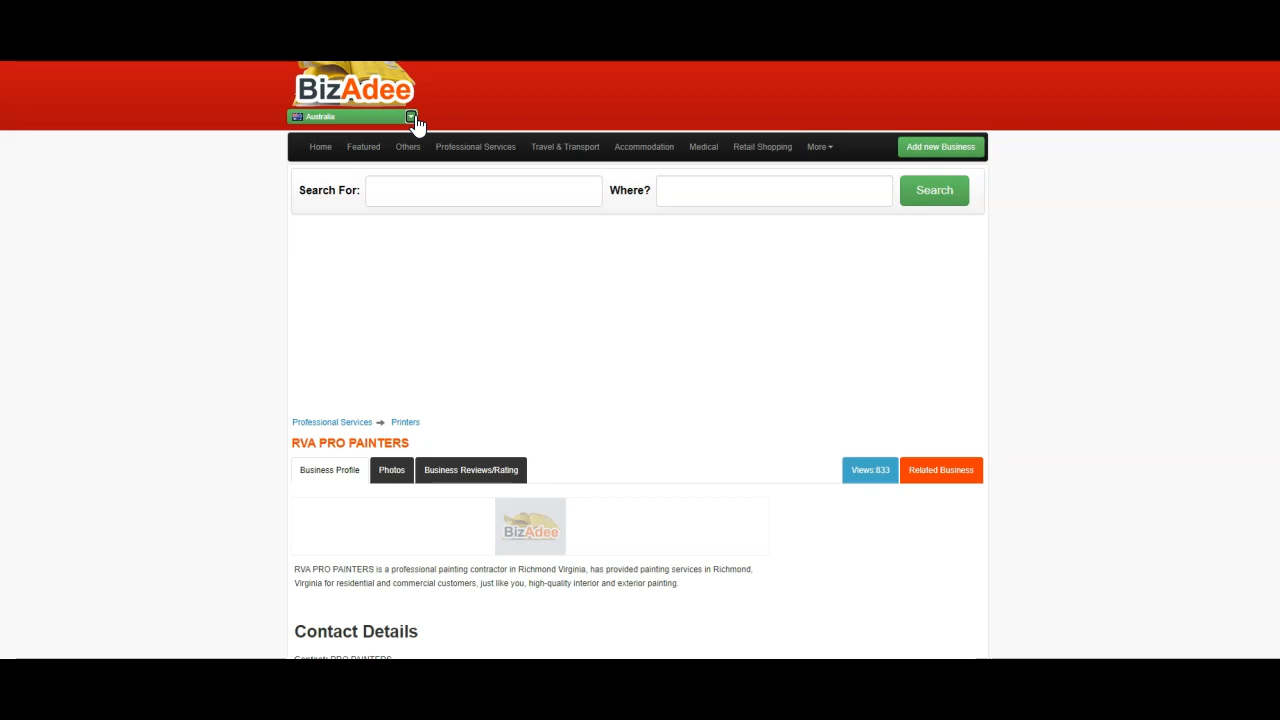 BizAdee
Australia
Home Featured Others Professional Services Travel & Transport Accommodation Medical Retail Shopping More Add new Business
Search For: Where? Search
Professional Services Printers
RVA PRO PAINTERS
Business Profile Photos Business Reviews/Rating Views:833 Related Business
BizAdee
RVA PRO PAINTERS is a professional painting contractor in Richmond Virginia, has provided painting services in Richmond,
Virginia for residential and commercial customers, just like you, high-quality interior and exterior painting.
Contact Details
Contact: PRO PAINTERS